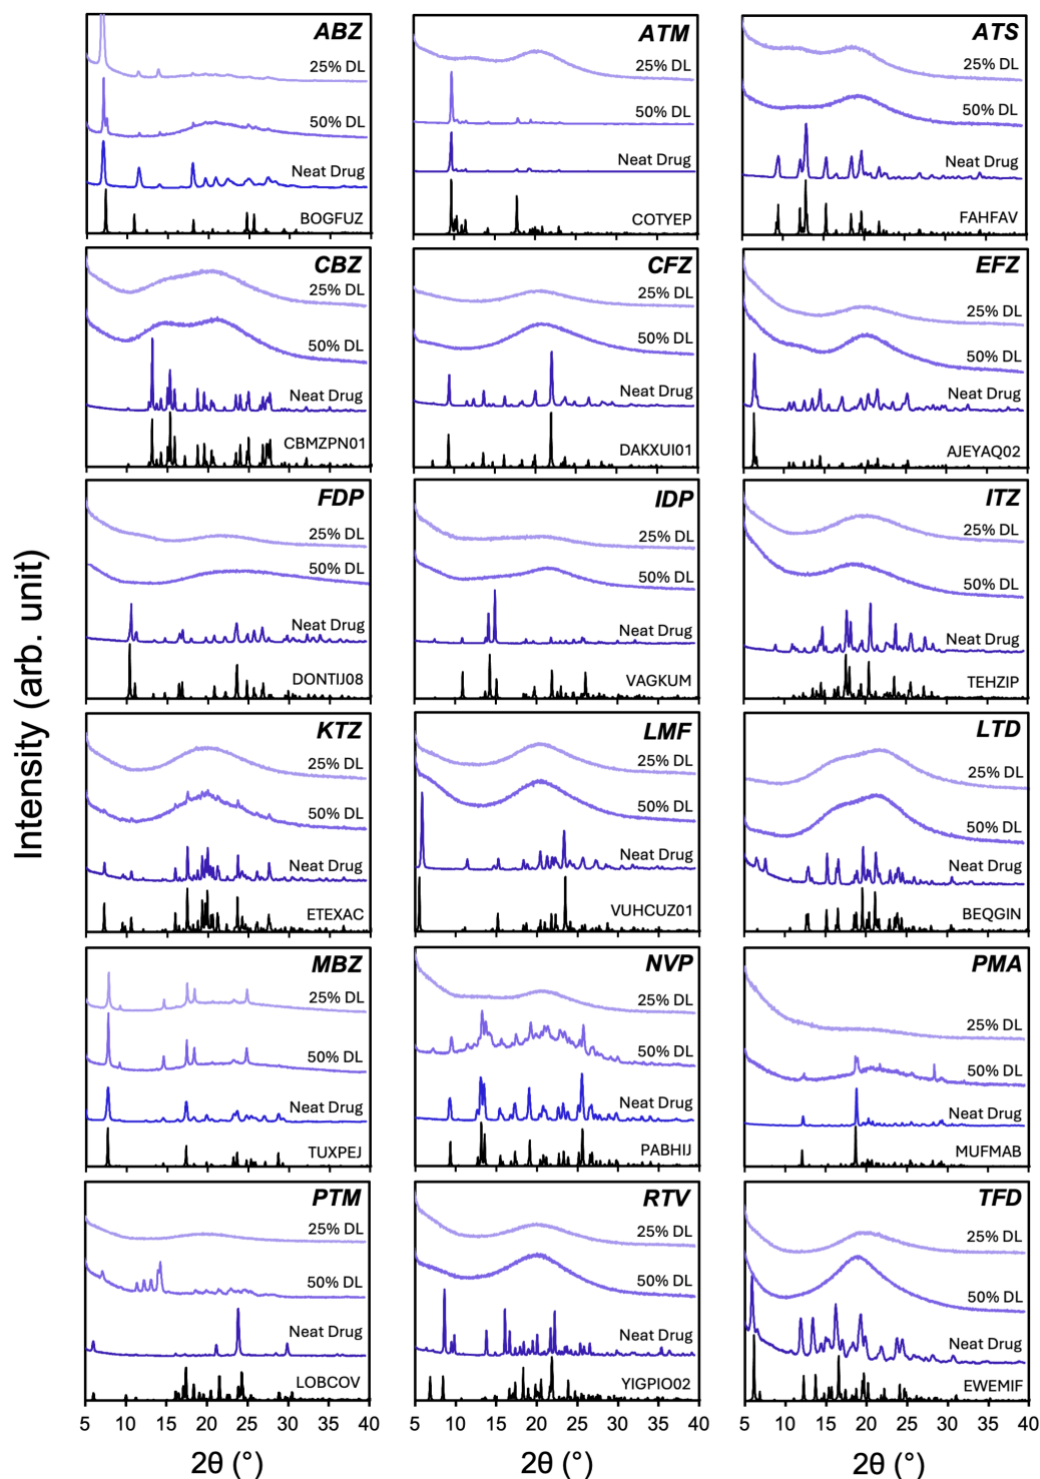 Intensity (arb. unit)
ABZ
25% DL
50% DL
Neat Drug
BOGFUZ
ATM
25% DL
50% DL
Neat Drug
COTYEP
ATS
25% DL
50% DL
Neat Drug
FAHFAV
CBZ
25% DL
50% DL
Neat Drug
CBMZPN01
CFZ
25% DL
50% DL
Neat Drug
DAKXUI01
EFZ
25% DL
50% DL
Neat Drug
AJEYAQ02
FDP
25% DL
50% DL
Neat Drug
DONTIJ08
IDP
25% DL
50% DL
Neat Drug
VAGKUM
ITZ
25% DL
50% DL
Neat Drug
TEHZIP
KTZ
25% DL
50% DL
Neat Drug
ETEXAC
LMF
25% DL
50% DL
Neat Drug
VUHCUZ01
LTD
25% DL
50% DL
Neat Drug
BEQGIN
MBZ
25% DL
50% DL
Neat Drug
TUXPEJ
NVP
25% DL
50% DL
Neat Drug
PABHIJ
PMA
25% DL
50% DL
Neat Drug
MUFMAB
PTM
25% DL
50% DL
Neat Drug
LOBCOV
RTV
25% DL
50% DL
Neat Drug
YIGPIO02
TFD
25% DL
50% DL
Neat Drug
EWEMIF
5 10 15 20 25 30 35 40
5 10 15 20 25 30 35 40
5 10 15 20 25 30 35 40
2θ (°)
2θ (°)
2θ (°)